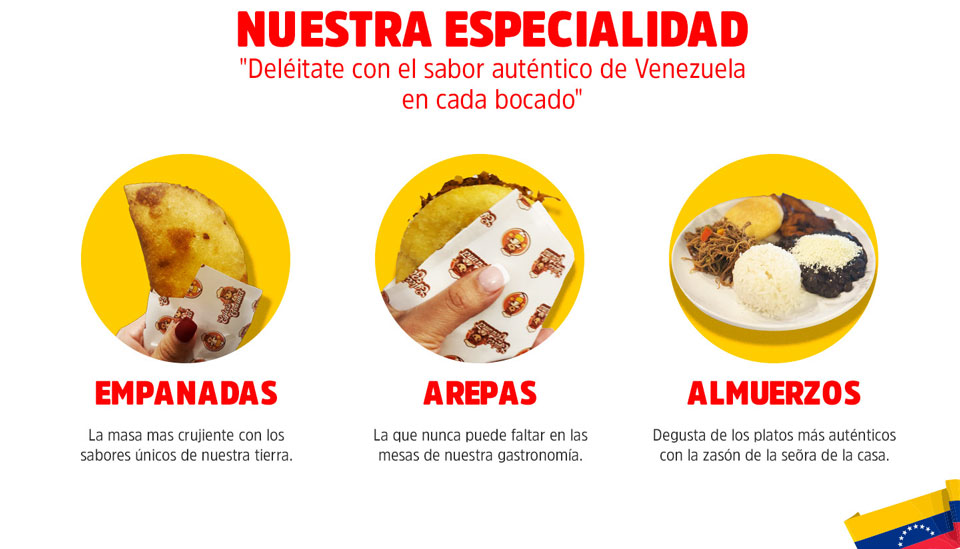 NUESTRA ESPECIALIDAD
"Deléitate con el sabor auténtico de Venezuela
en cada bocado"
EMPANADAS
AREPAS
ALMUERZOS
La masa mas crujiente con los
sabores únicos de nuestra tierra.
La que nunca puede faltar en las
mesas de nuestra gastronomía.
Degusta de los platos más auténticos
con la zasón de la seõra de la casa.